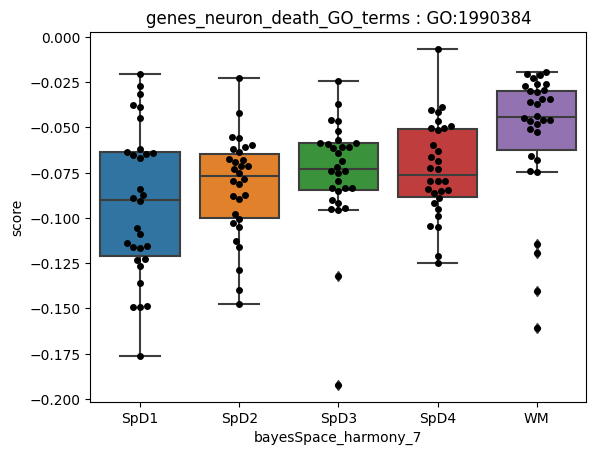 genes_neuron_death_GO_terms : GO:1990384
0.000
−0.025
−0.050
−0.075
−0.100
−0.125
−0.150
−0.175
−0.200
score
SpD1 SpD2 SpD3 SpD4 WM
bayesSpace_harmony_7